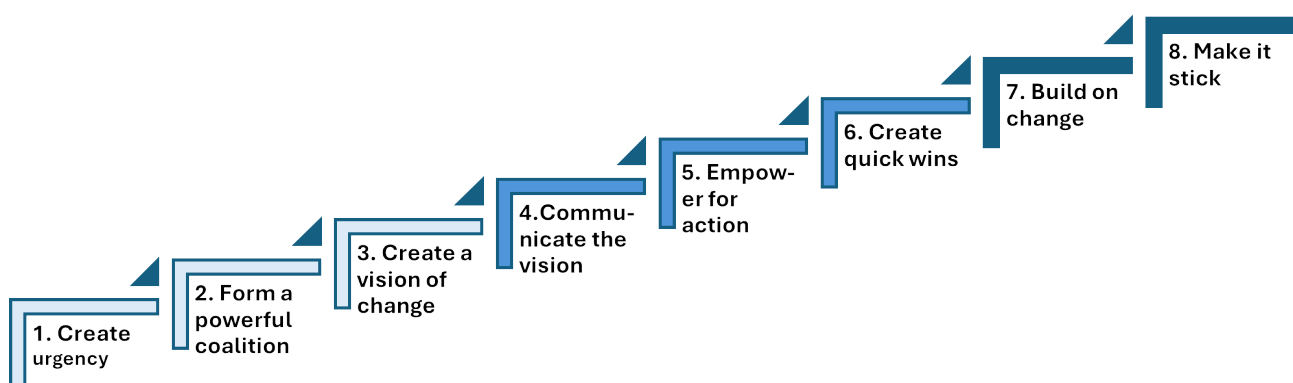 1. Create
urgency
2. Form a
powerful
coalition
3. Create a
vision of
change
4.Commu-
nicate the
vision
5. Empow-
er for
action
6. Create
quick wins
7. Build on
change
8. Make it
stick